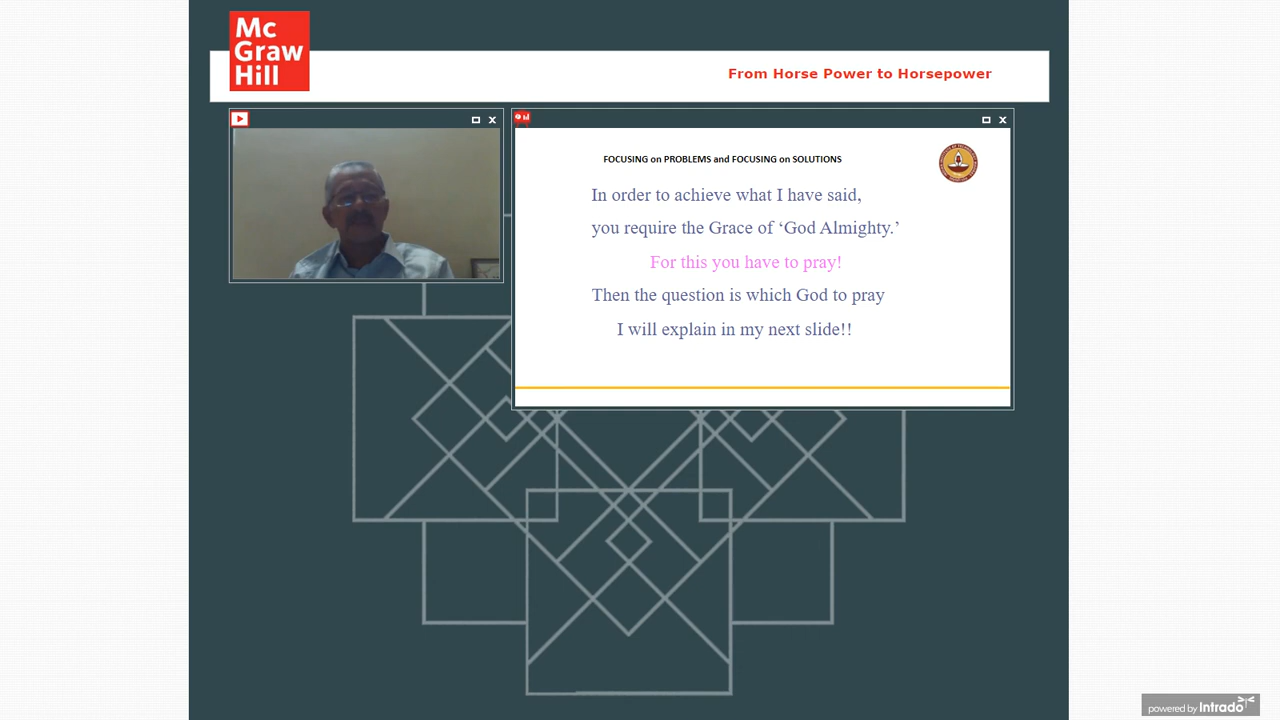 Mc
Graw
Hill
From Horse Power to Horsepower
FOCUSING on PROBLEMS and FOCUSING on SOLUTIONS
In order to achieve what I have said,
you require the Grace of ‘God Almighty.’
For this you have to pray!
Then the question is which God to pray
I will explain in my next slide!!
powered by Intrado